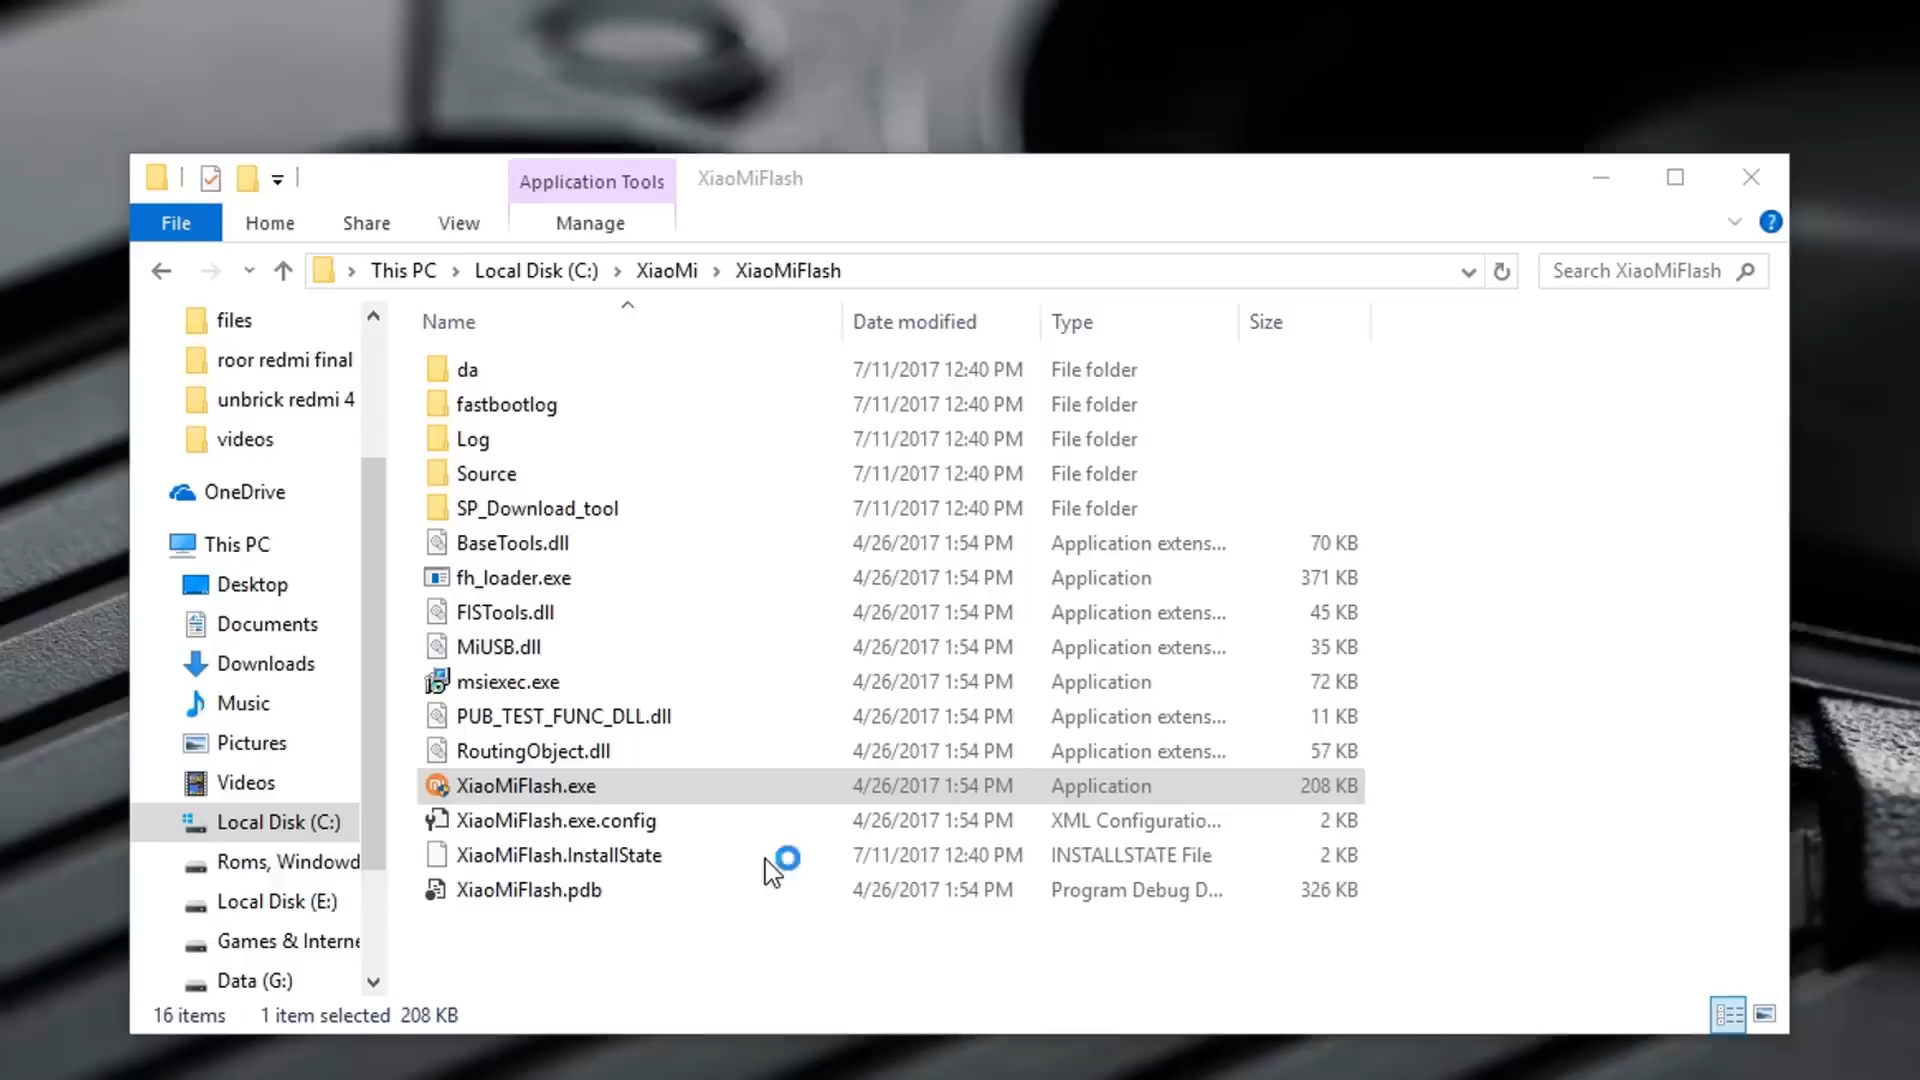 Application Tools XiaoMiFlash
File Home Share View Manage
This PC Local Disk (C:) XiaoMi XiaoMiFlash Search XiaoMiFlash
files
roor redmi final
unbrick redmi 4
videos
OneDrive
This PC
Desktop
Documents
Downloads
Music
Pictures
Videos
Local Disk (C:)
Roms, Windowd
Local Disk (E:)
Games & Interne
Data (G:)
Name Date modified Type Size
da 7/11/2017 12:40 PM File folder
fastbootlog 7/11/2017 12:40 PM File folder
Log 7/11/2017 12:40 PM File folder
Source 7/11/2017 12:40 PM File folder
SP_Download_tool 7/11/2017 12:40 PM File folder
BaseTools.dll 4/26/2017 1:54 PM Application extens... 70 KB
fh_loader.exe 4/26/2017 1:54 PM Application 371 KB
FISTools.dll 4/26/2017 1:54 PM Application extens... 45 KB
MiUSB.dll 4/26/2017 1:54 PM Application extens... 35 KB
msiexec.exe 4/26/2017 1:54 PM Application 72 KB
PUB_TEST_FUNC_DLL.dll 4/26/2017 1:54 PM Application extens... 11 KB
RoutingObject.dll 4/26/2017 1:54 PM Application extens... 57 KB
XiaoMiFlash.exe 4/26/2017 1:54 PM Application 208 KB
XiaoMiFlash.exe.config 4/26/2017 1:54 PM XML Configuratio... 2 KB
XiaoMiFlash.InstallState 7/11/2017 12:40 PM INSTALLSTATE File 2 KB
XiaoMiFlash.pdb 4/26/2017 1:54 PM Program Debug D... 326 KB
16 items 1 item selected 208 KB